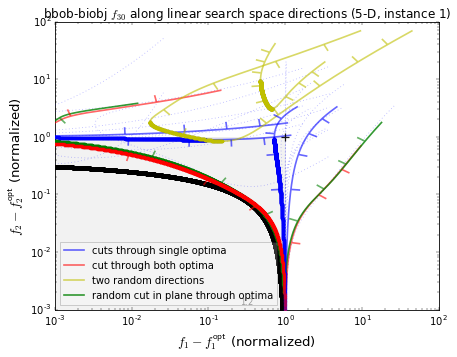 bbob-biobj f30 along linear search space directions (5-D, instance 1)
10^2
10^1
10^0
10^-1
10^-2
10^-3
f2 − f2^opt (normalized)
cuts through single optima
cut through both optima
two random directions
random cut in plane through optimum
10^-3 10^-2 10^-1 10^0 10^1 10^2
f1 − f1^opt (normalized)